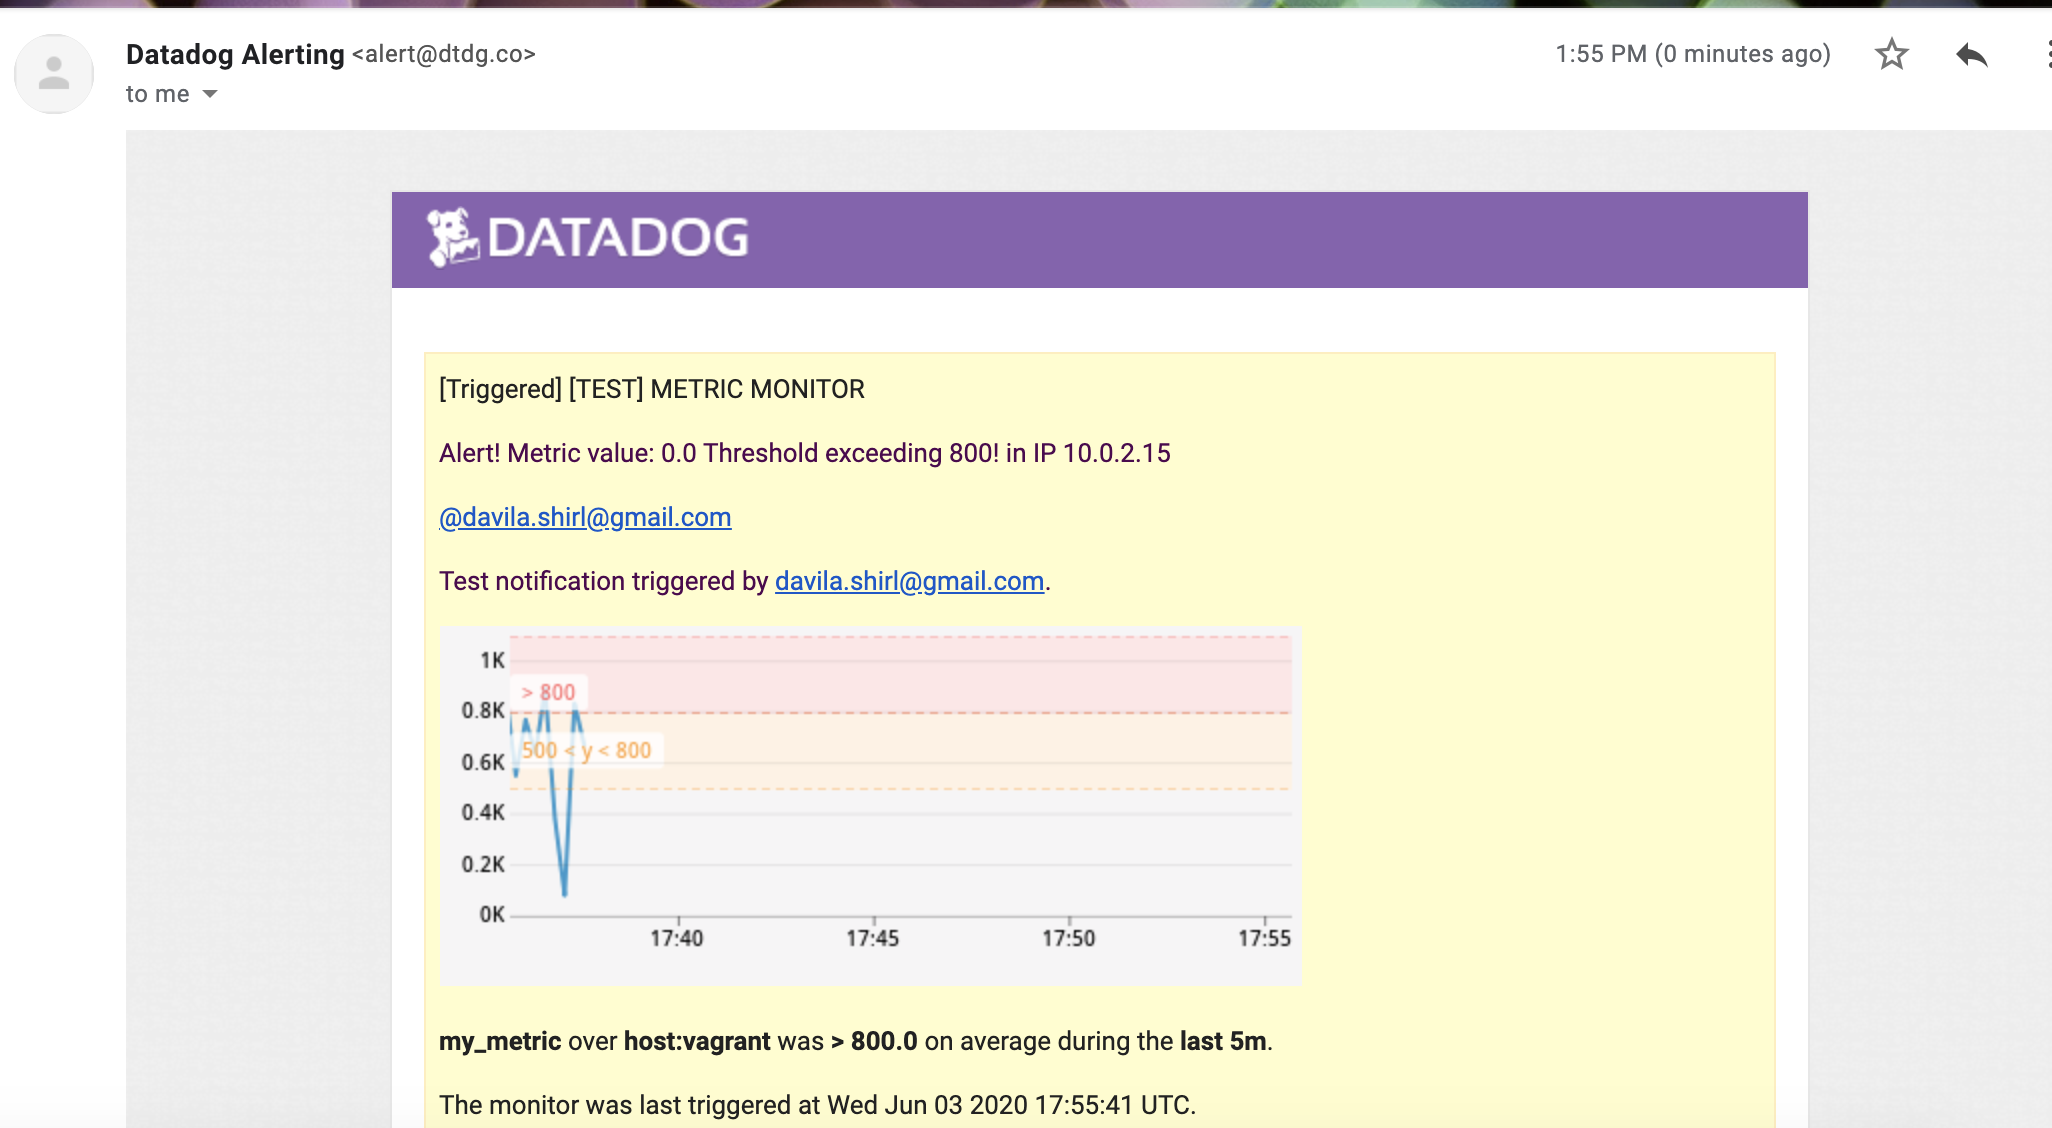 Datadog Alerting <alert@dtdg.co>
1:55 PM (0 minutes ago)
to me
DATADOG
[Triggered] [TEST] METRIC MONITOR
Alert! Metric value: 0.0 Threshold exceeding 800! in IP 10.0.2.15
@davila.shirl@gmail.com
Test notification triggered by davila.shirl@gmail.com.
1K
> 800
0.8K
500 < y < 800
0.6K
0.4K
0.2K
0K
17:40 17:45 17:50 17:55
my_metric over host:vagrant was > 800.0 on average during the last 5m.
The monitor was last triggered at Wed Jun 03 2020 17:55:41 UTC.